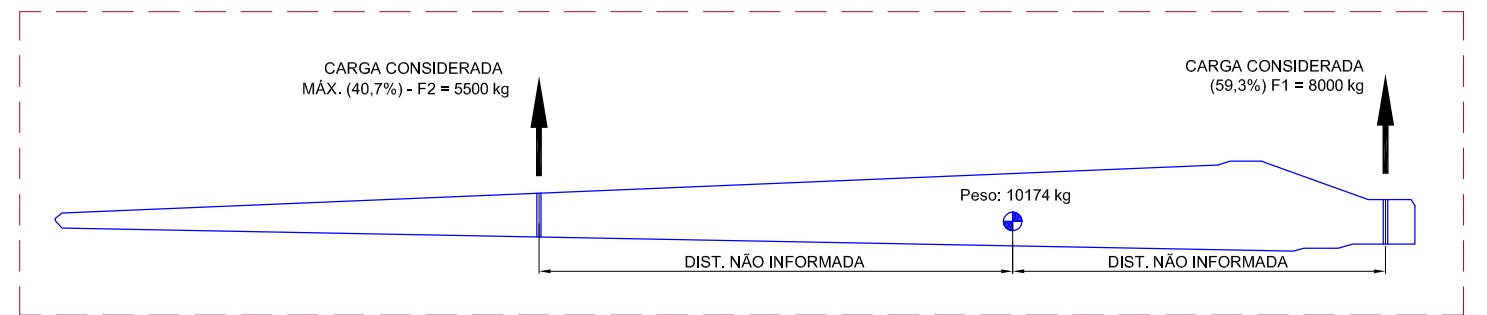 CARGA CONSIDERADA
MÁX. (40,7%) - F2 = 5500 kg
CARGA CONSIDERADA
(59,3%) F1 = 8000 kg
Peso: 10174 kg
DIST. NÃO INFORMADA
DIST. NÃO INFORMADA